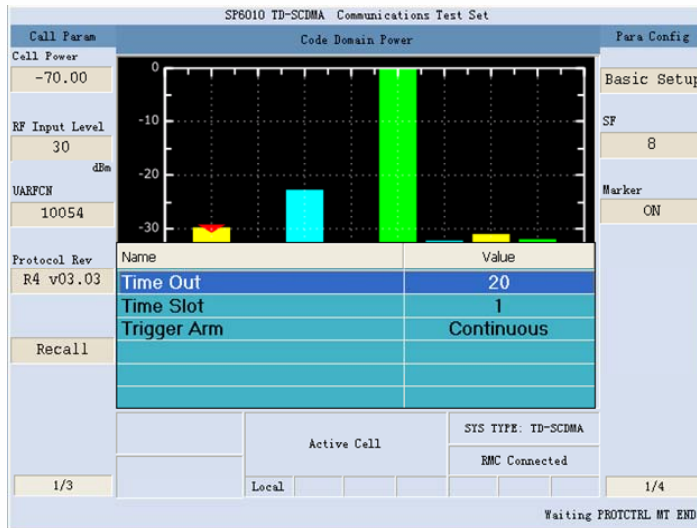 SP6010 TD-SCDMA Communications Test Set
Call Param
Code Domain Power
Para Config
Cell Power
-70.00
RF Input Level
30
dBm
UARFCN
10054
Protocol Rev
R4 v03.03
Recall
1/3
0
-10
-20
-30
Name Value
Time Out 20
Time Slot 1
Trigger Arm Continuous
Active Cell
SYS TYPE: TD-SCDMA
RMC Connected
Local
Basic Setup
SF
8
Marker
ON
1/4
Waiting PROTCTRL MT END